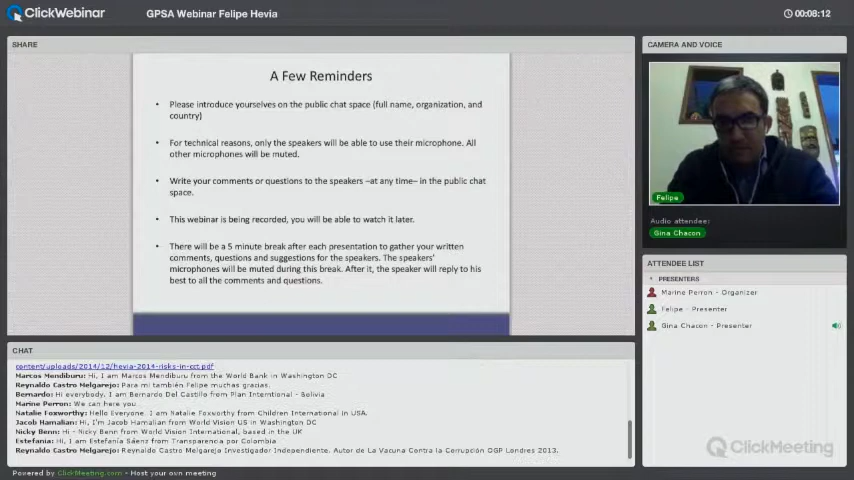 ClickWebinar
GPSA Webinar Felipe Hevia
00:08:12
SHARE
A Few Reminders
• Please introduce yourselves on the public chat space (full name, organization, and
country)
• For technical reasons, only the speakers will be able to use their microphone. All
other microphones will be muted.
• Write your comments or questions to the speakers –at any time– in the public chat
space.
• This webinar is being recorded, you will be able to watch it later.
• There will be a 5 minute break after each presentation to gather your written
comments, questions and suggestions for the speakers. The speakers'
microphones will be muted during this break. After it, the speaker will reply to his
best to all the comments and questions.
CAMERA AND VOICE
Felipe
Audio attendee:
Gina Chacon
ATTENDEE LIST
PRESENTERS
Marine Perron - Organizer
Felipe - Presenter
Gina Chacon - Presenter
CHAT
content/uploads/2014/12/hevia-2014-risks-in-cct.pdf
Marcos Mendiburu: Hi, I am Marcos Mendiburu from the World Bank in Washington DC
Reynaldo Castro Melgarejo: Para mi también Felipe muchas gracias.
Bernardo: Hi everybody, I am Bernardo Del Castillo from Plan Intemtional - Bolivia
Marine Perron: We can here you
Natalie Foxworthy: Hello Everyone. I am Natalie Foxworthy from Children International in USA.
Jacob Hamalian: Hi, I'm Jacob Hamalian from World Vision US in Washington DC
Nicky Benn: Hi - Nicky Benn from World Vision International, based in the UK
Estefania: Hi, I am Estefanía Sáenz from Transparencia por Colombia
Reynaldo Castro Melgarejo: Reynaldo Castro Melgarejo Investigador Independiente. Autor de La Vacuna Contra la Corrupción OGP Londres 2013.
ClickMeeting
Powered by ClickMeeting.com - Host your own meeting